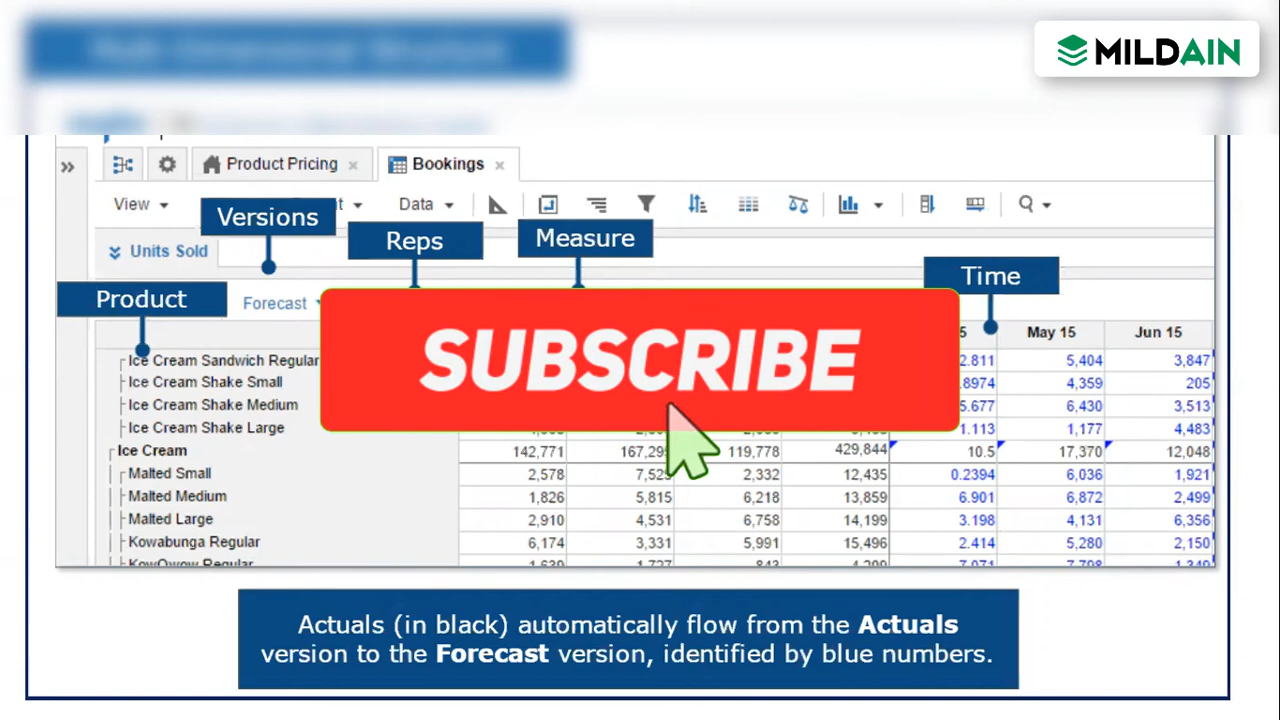 MILDAIN
Product Pricing
Bookings
View
Data
Versions
Reps
Measure
Time
Units Sold
Product
Forecast
SUBSCRIBE
May 15
Jun 15
Ice Cream Sandwich Regular 5,404 3,847
Ice Cream Shake Small 4,359 205
Ice Cream Shake Medium 6,430 3,513
Ice Cream Shake Large 1.113 1,177 4,483
Ice Cream 142,771 119,778 429,844 10.5 17,370 12,048
Malted Small 2,578 2,332 12,435 0.2394 6,036 1,921
Malted Medium 1,826 5,815 6,218 13,859 6.901 6,872 2,499
Malted Large 2,910 4,531 6,758 14,199 3.198 4,131 6,356
Kowabunga Regular 6,174 3,331 5,991 15,496 2.414 5,280 2,150
Actuals (in black) automatically flow from the Actuals
version to the Forecast version, identified by blue numbers.